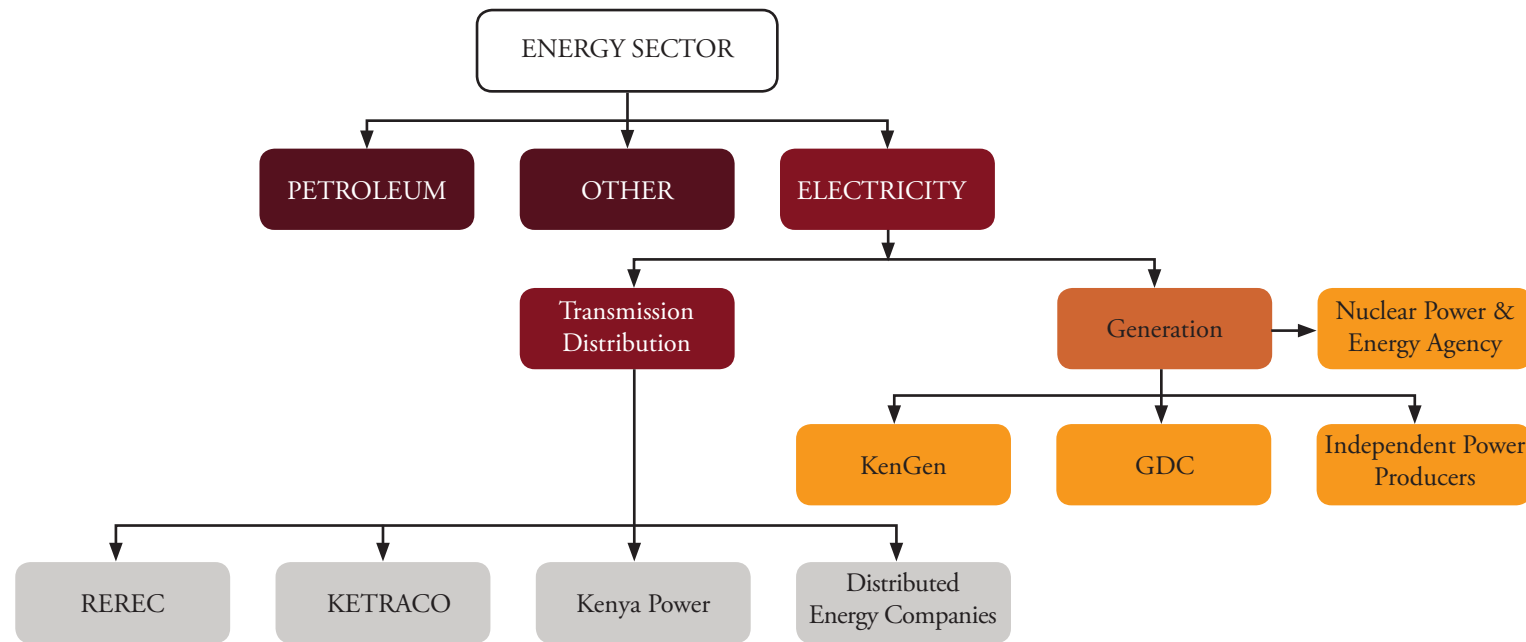 ENERGY SECTOR
PETROLEUM
OTHER
ELECTRICITY
Transmission
Distribution
Generation
Nuclear Power &
Energy Agency
KenGen
GDC
Independent Power
Producers
REREC
KETRACO
Kenya Power
Distributed
Energy Companies